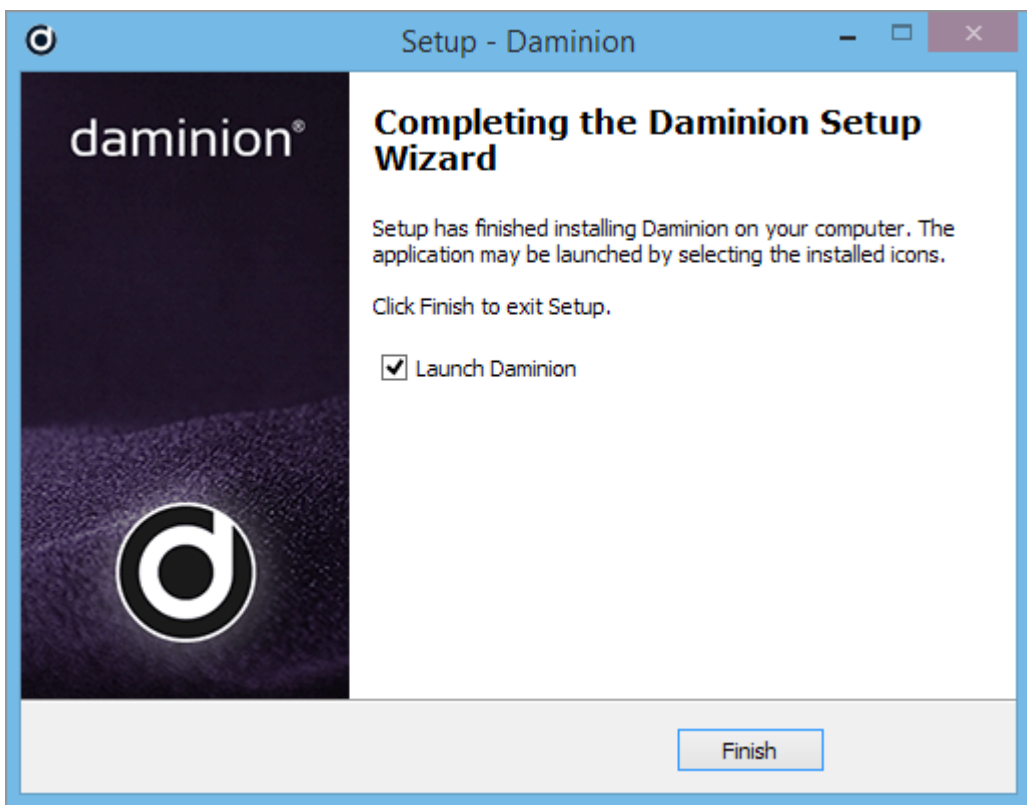 Setup - Daminion
daminion®
Completing the Daminion Setup
Wizard
Setup has finished installing Daminion on your computer. The
application may be launched by selecting the installed icons.
Click Finish to exit Setup.
Launch Daminion
Finish